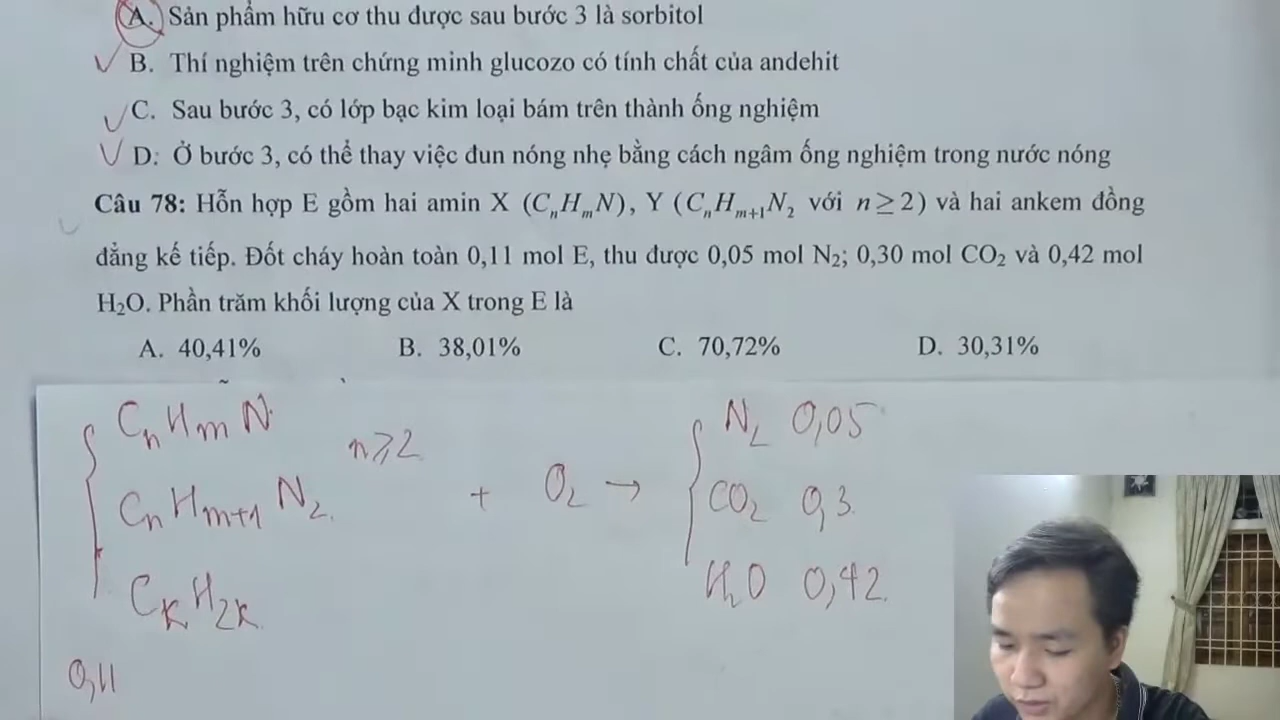 A. Sản phẩm hữu cơ thu được sau bước 3 là sorbitol
B. Thí nghiệm trên chứng minh glucozo có tính chất của andehit
C. Sau bước 3, có lớp bạc kim loại bám trên thành ống nghiệm
D: Ở bước 3, có thể thay việc đun nóng nhẹ bằng cách ngâm ống nghiệm trong nước nóng
Câu 78: Hỗn hợp E gồm hai amin X (CₙHₘN), Y (CₙHₘ₊₁N₂ với n ≥ 2) và hai ankem đồng
đẳng kế tiếp. Đốt cháy hoàn toàn 0,11 mol E, thu được 0,05 mol N₂; 0,30 mol CO₂ và 0,42 mol
H₂O. Phần trăm khối lượng của X trong E là
A. 40,41% B. 38,01% C. 70,72% D. 30,31%
CₙHₘN N₂ 0,05
n ≥ 2
CₙHₘ₊₁N₂ + O₂ → CO₂ 0,3
CₖH₂ₖ H₂O 0,42
0,11